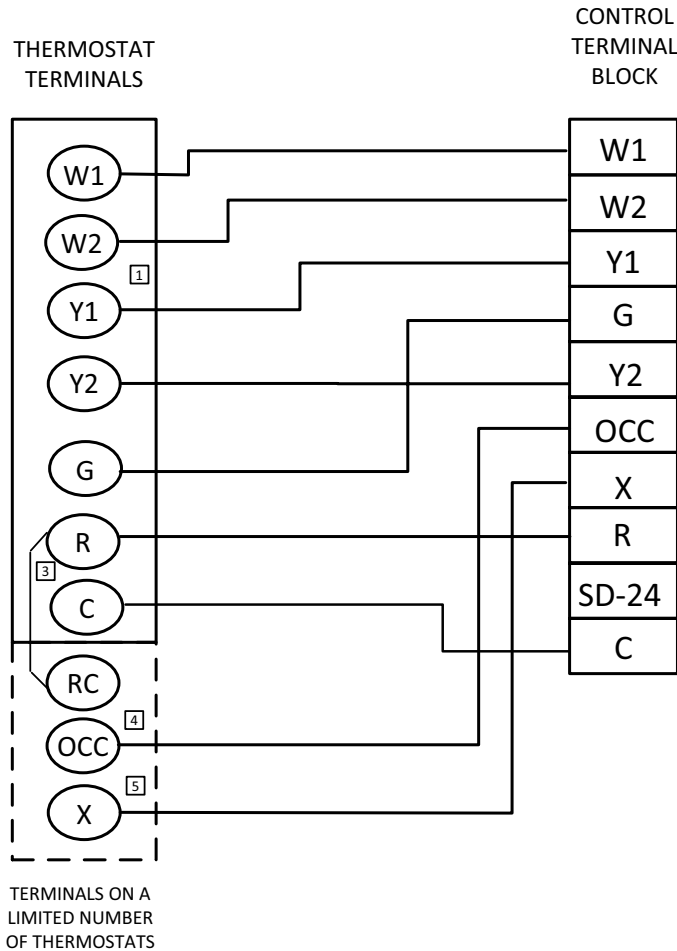 THERMOSTAT
TERMINALS
CONTROL
TERMINAL
BLOCK
W1
W2
1
Y1
Y2
G
R
3
C
RC
4
OCC
5
X
W1
W2
Y1
G
Y2
OCC
X
R
SD-24
C
TERMINALS ON A
LIMITED NUMBER
OF THERMOSTATS